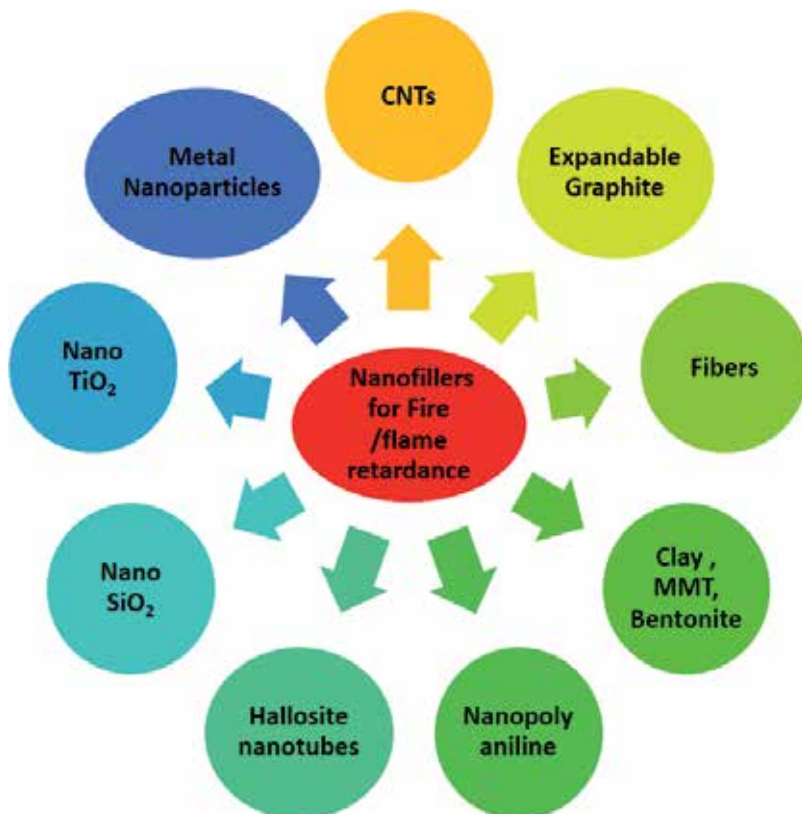 CNTs
Expandable
Graphite
Fibers
Clay ,
MMT,
Bentonite
Nanopoly
aniline
Hallosite
nanotubes
Nano
SiO₂
Nano
TiO₂
Metal
Nanoparticles
Nanofillers
for Fire
/flame
retardance